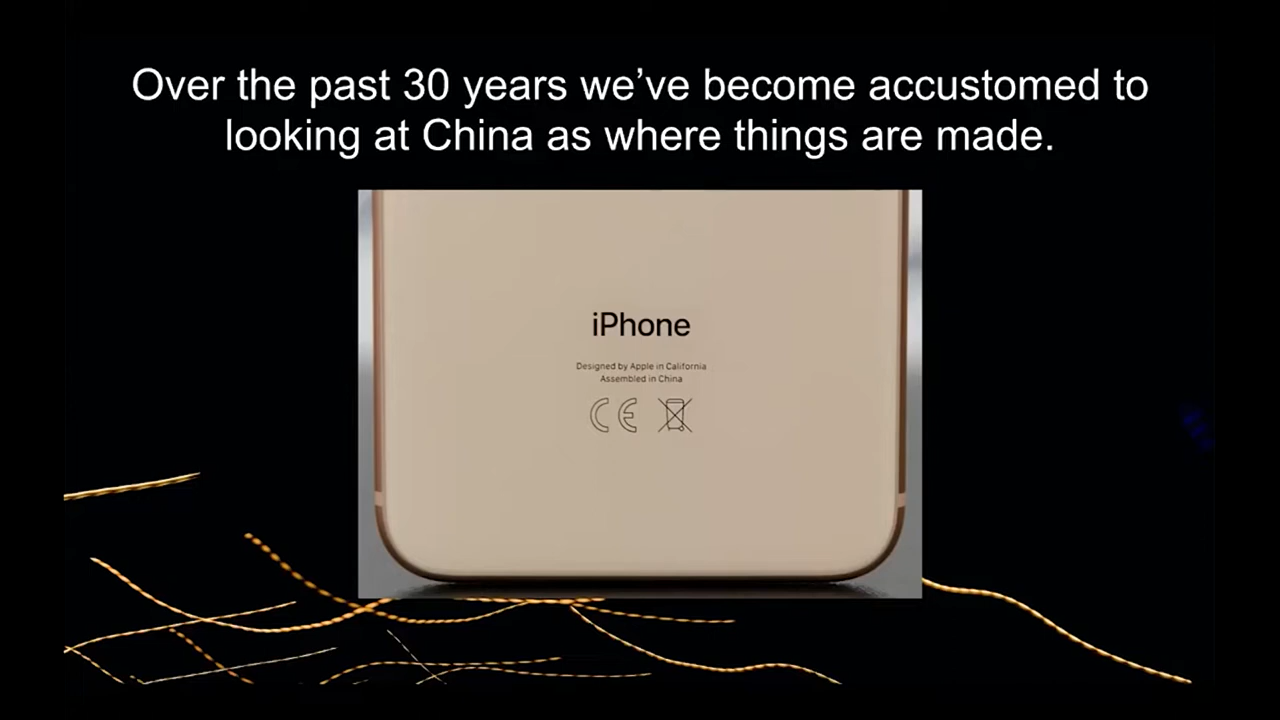 Over the past 30 years we’ve become accustomed to
looking at China as where things are made.
iPhone
Designed by Apple in California
Assembled in China
CE